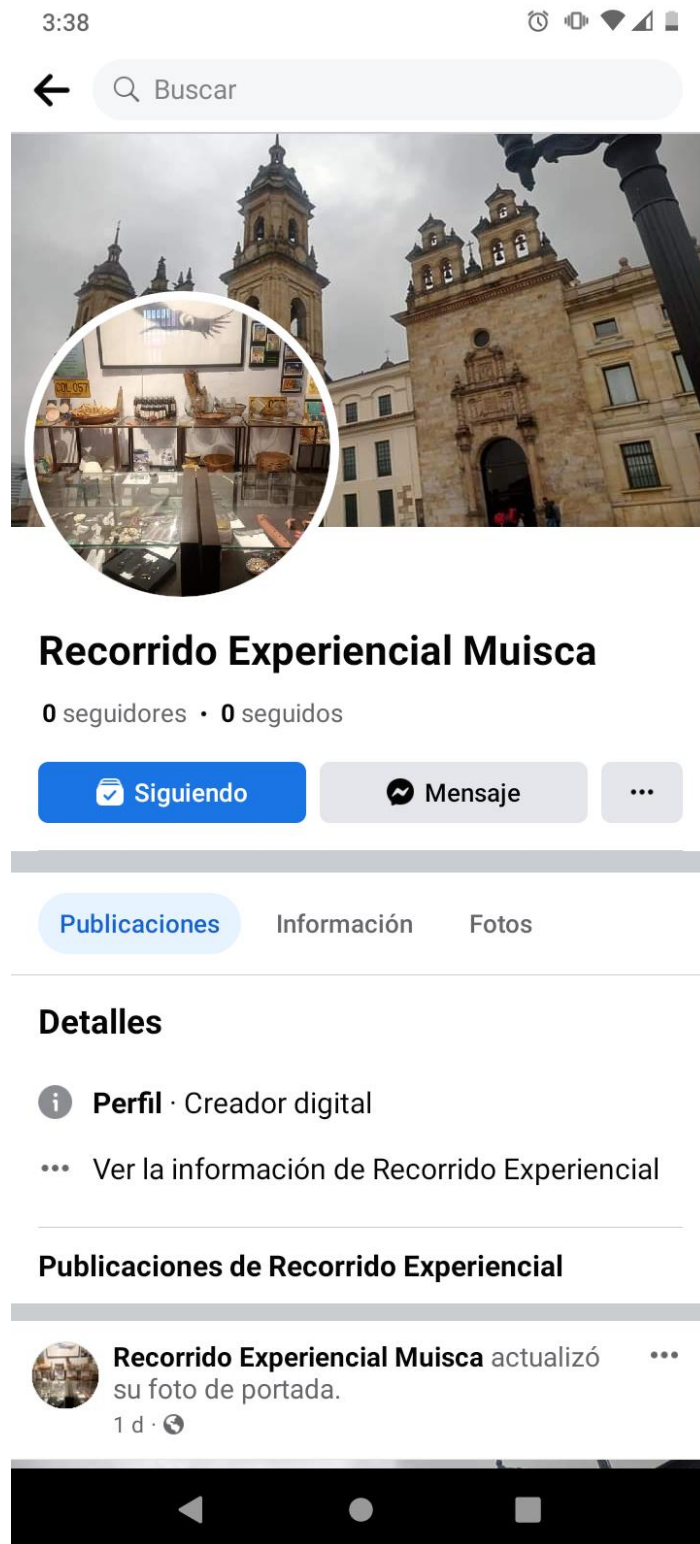 3:38
Buscar
COL-057
Recorrido Experiencial Muisca
0 seguidores · 0 seguidos
Siguiendo
Mensaje
Publicaciones
Información
Fotos
Detalles
Perfil · Creador digital
Ver la información de Recorrido Experiencial
Publicaciones de Recorrido Experiencial
Recorrido Experiencial Muisca actualizó
su foto de portada.
1 d ·